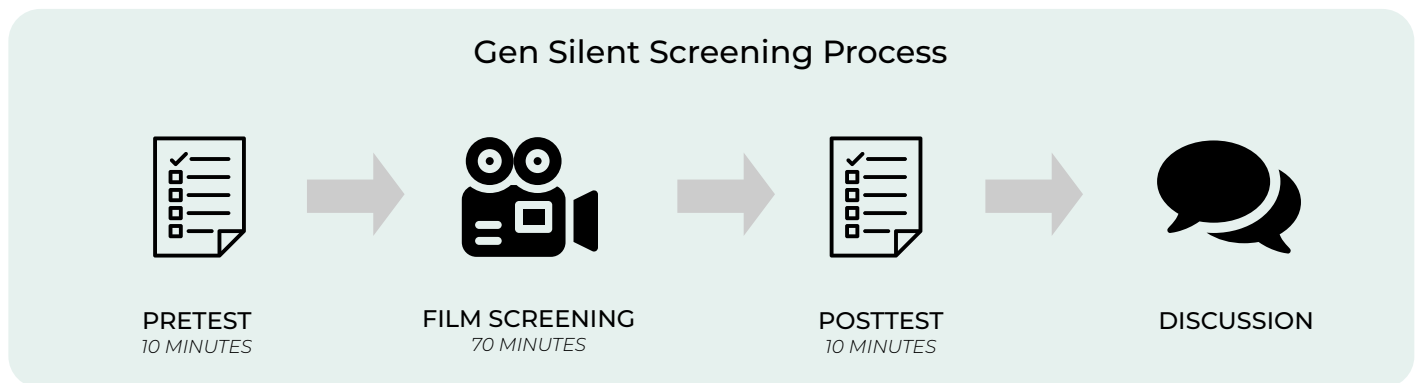 Gen Silent Screening Process
PRETEST
10 MINUTES
FILM SCREENING
70 MINUTES
POSTTEST
10 MINUTES
DISCUSSION